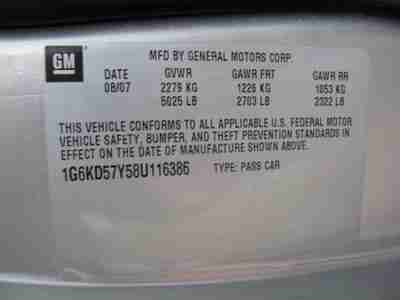 GM
MFD BY GENERAL MOTORS CORP.
DATE GVWR GAWR FRT GAWR RR
08/07 2279 KG 1226 KG 1053 KG
5025 LB 2703 LB 2322 LB
THIS VEHICLE CONFORMS TO ALL APPLICABLE U.S. FEDERAL MOTOR
VEHICLE SAFETY, BUMPER, AND THEFT PREVENTION STANDARDS
IN EFFECT ON THE DATE OF MANUFACTURE SHOWN ABOVE.
1G6KD57Y58U116386 TYPE: PASS CAR